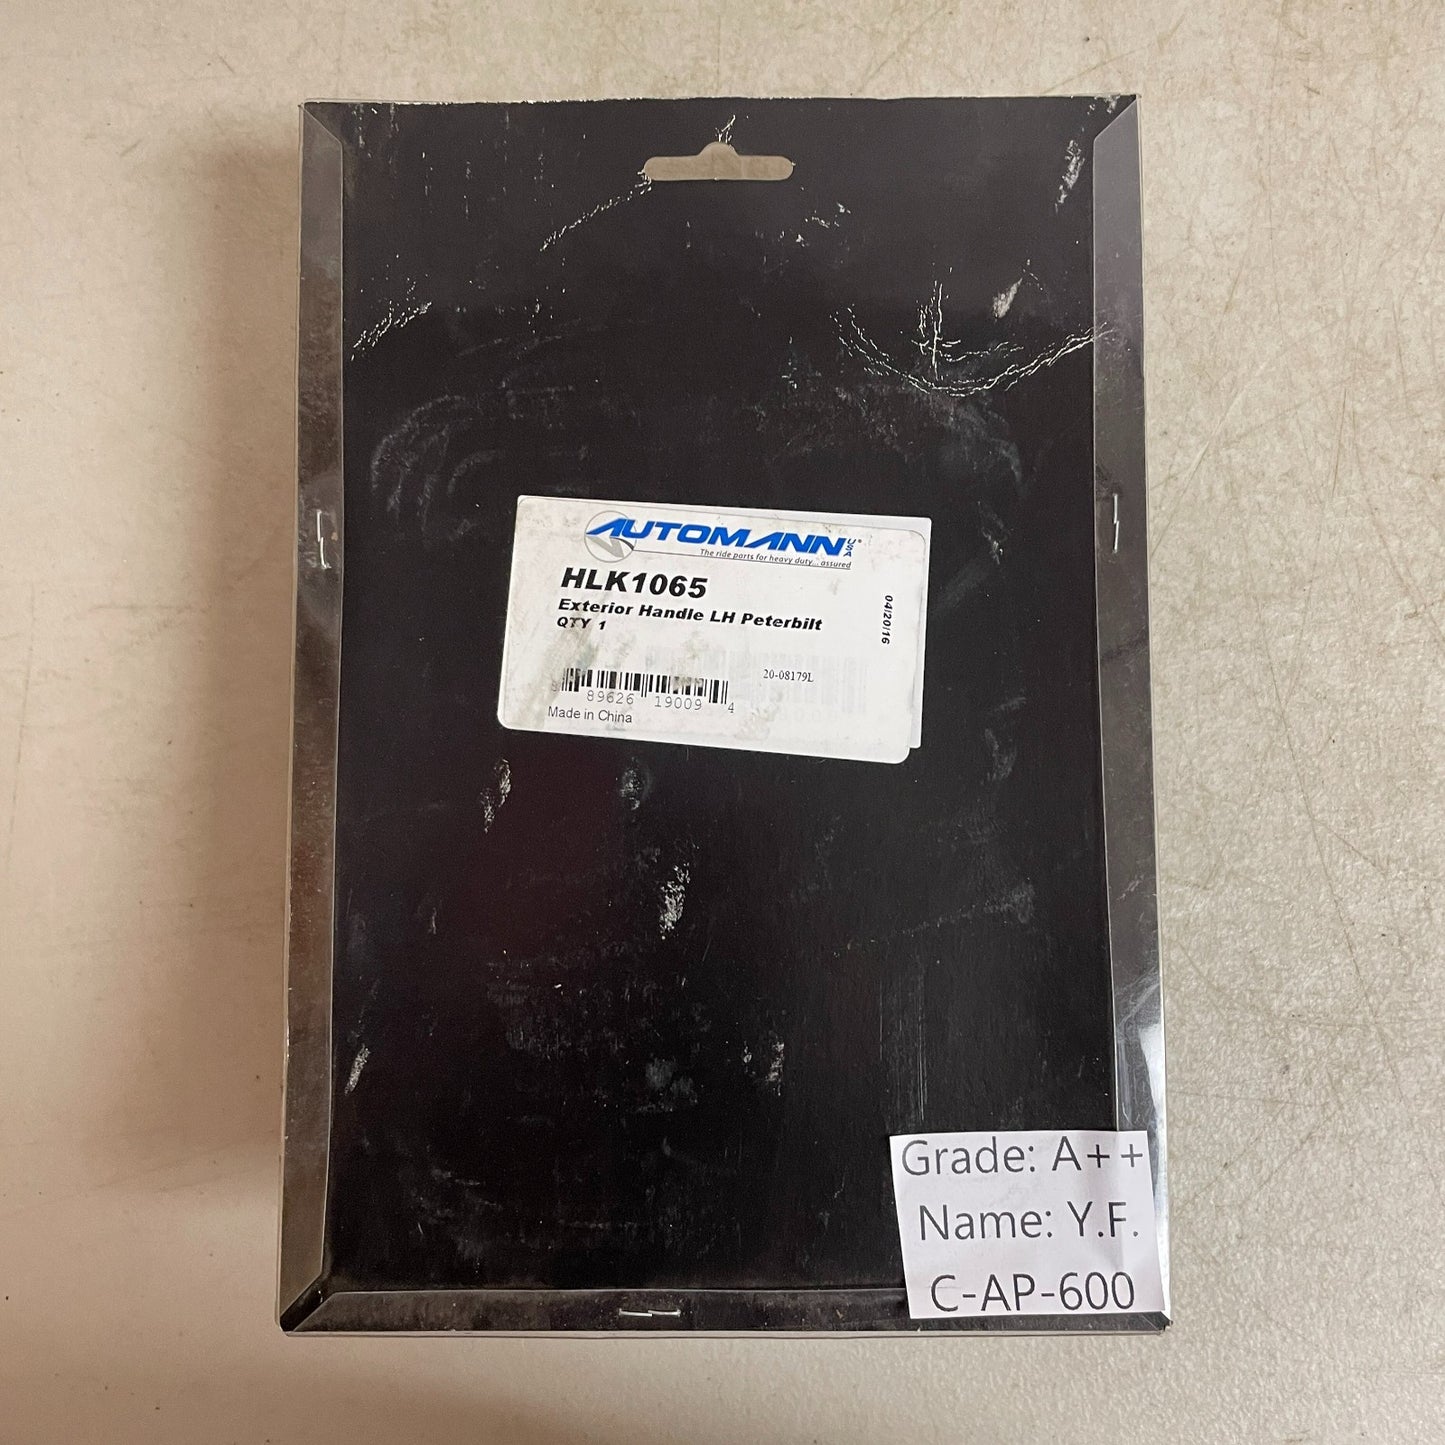 AUTOMANN USA®
The ride parts for heavy duty... assured
HLK1065
Exterior Handle LH Peterbilt
QTY 1
04/20/16
20-08179L
89626 19009 4
Made in China
Grade: A++
Name: Y.F.
C-AP-600